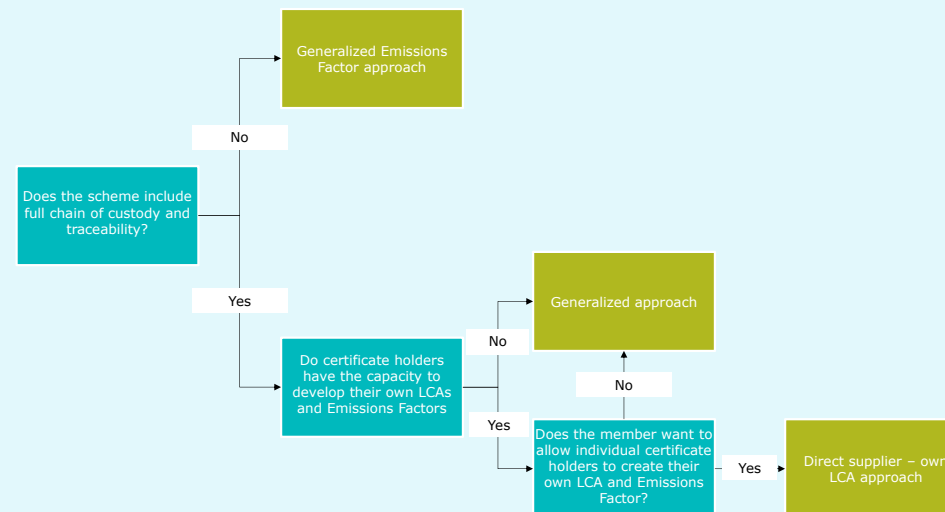 Generalized Emissions
Factor approach
No
Does the scheme include
full chain of custody and
traceability?
Yes
Generalized approach
No
Do certificate holders
have the capacity to
develop their own LCAs
and Emissions Factors
No
Yes
Does the member want to
allow individual certificate
holders to create their
own LCA and Emissions
Factor?
Yes
Direct supplier – own
LCA approach